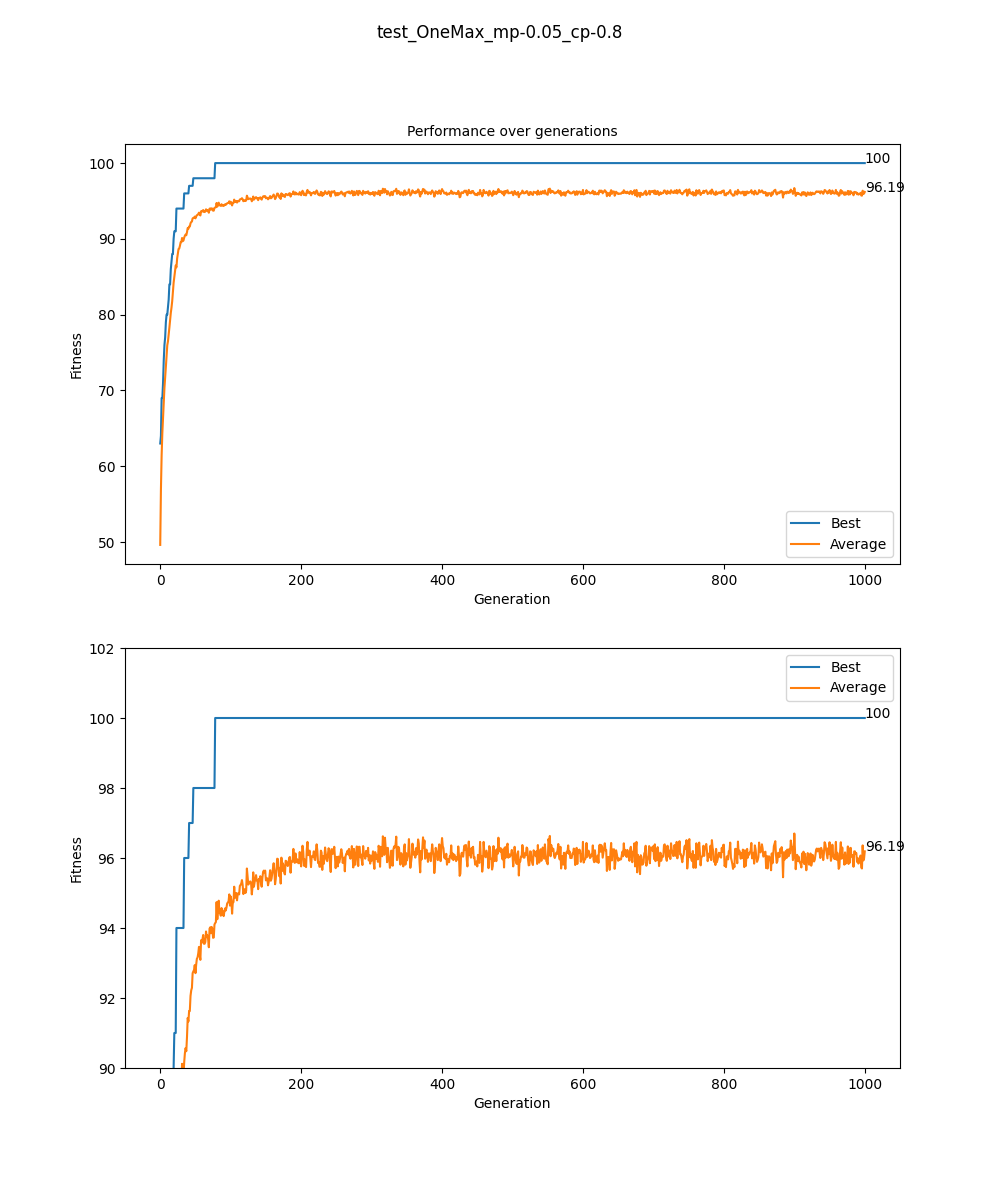 test_OneMax_mp-0.05_cp-0.8
Performance over generations
100
90
80
70
60
50
Fitness
100
96.19
Best
Average
0 200 400 600 800 1000
Generation
102
100
98
96
94
92
90
Fitness
Best
Average
100
96.19
0 200 400 600 800 1000
Generation